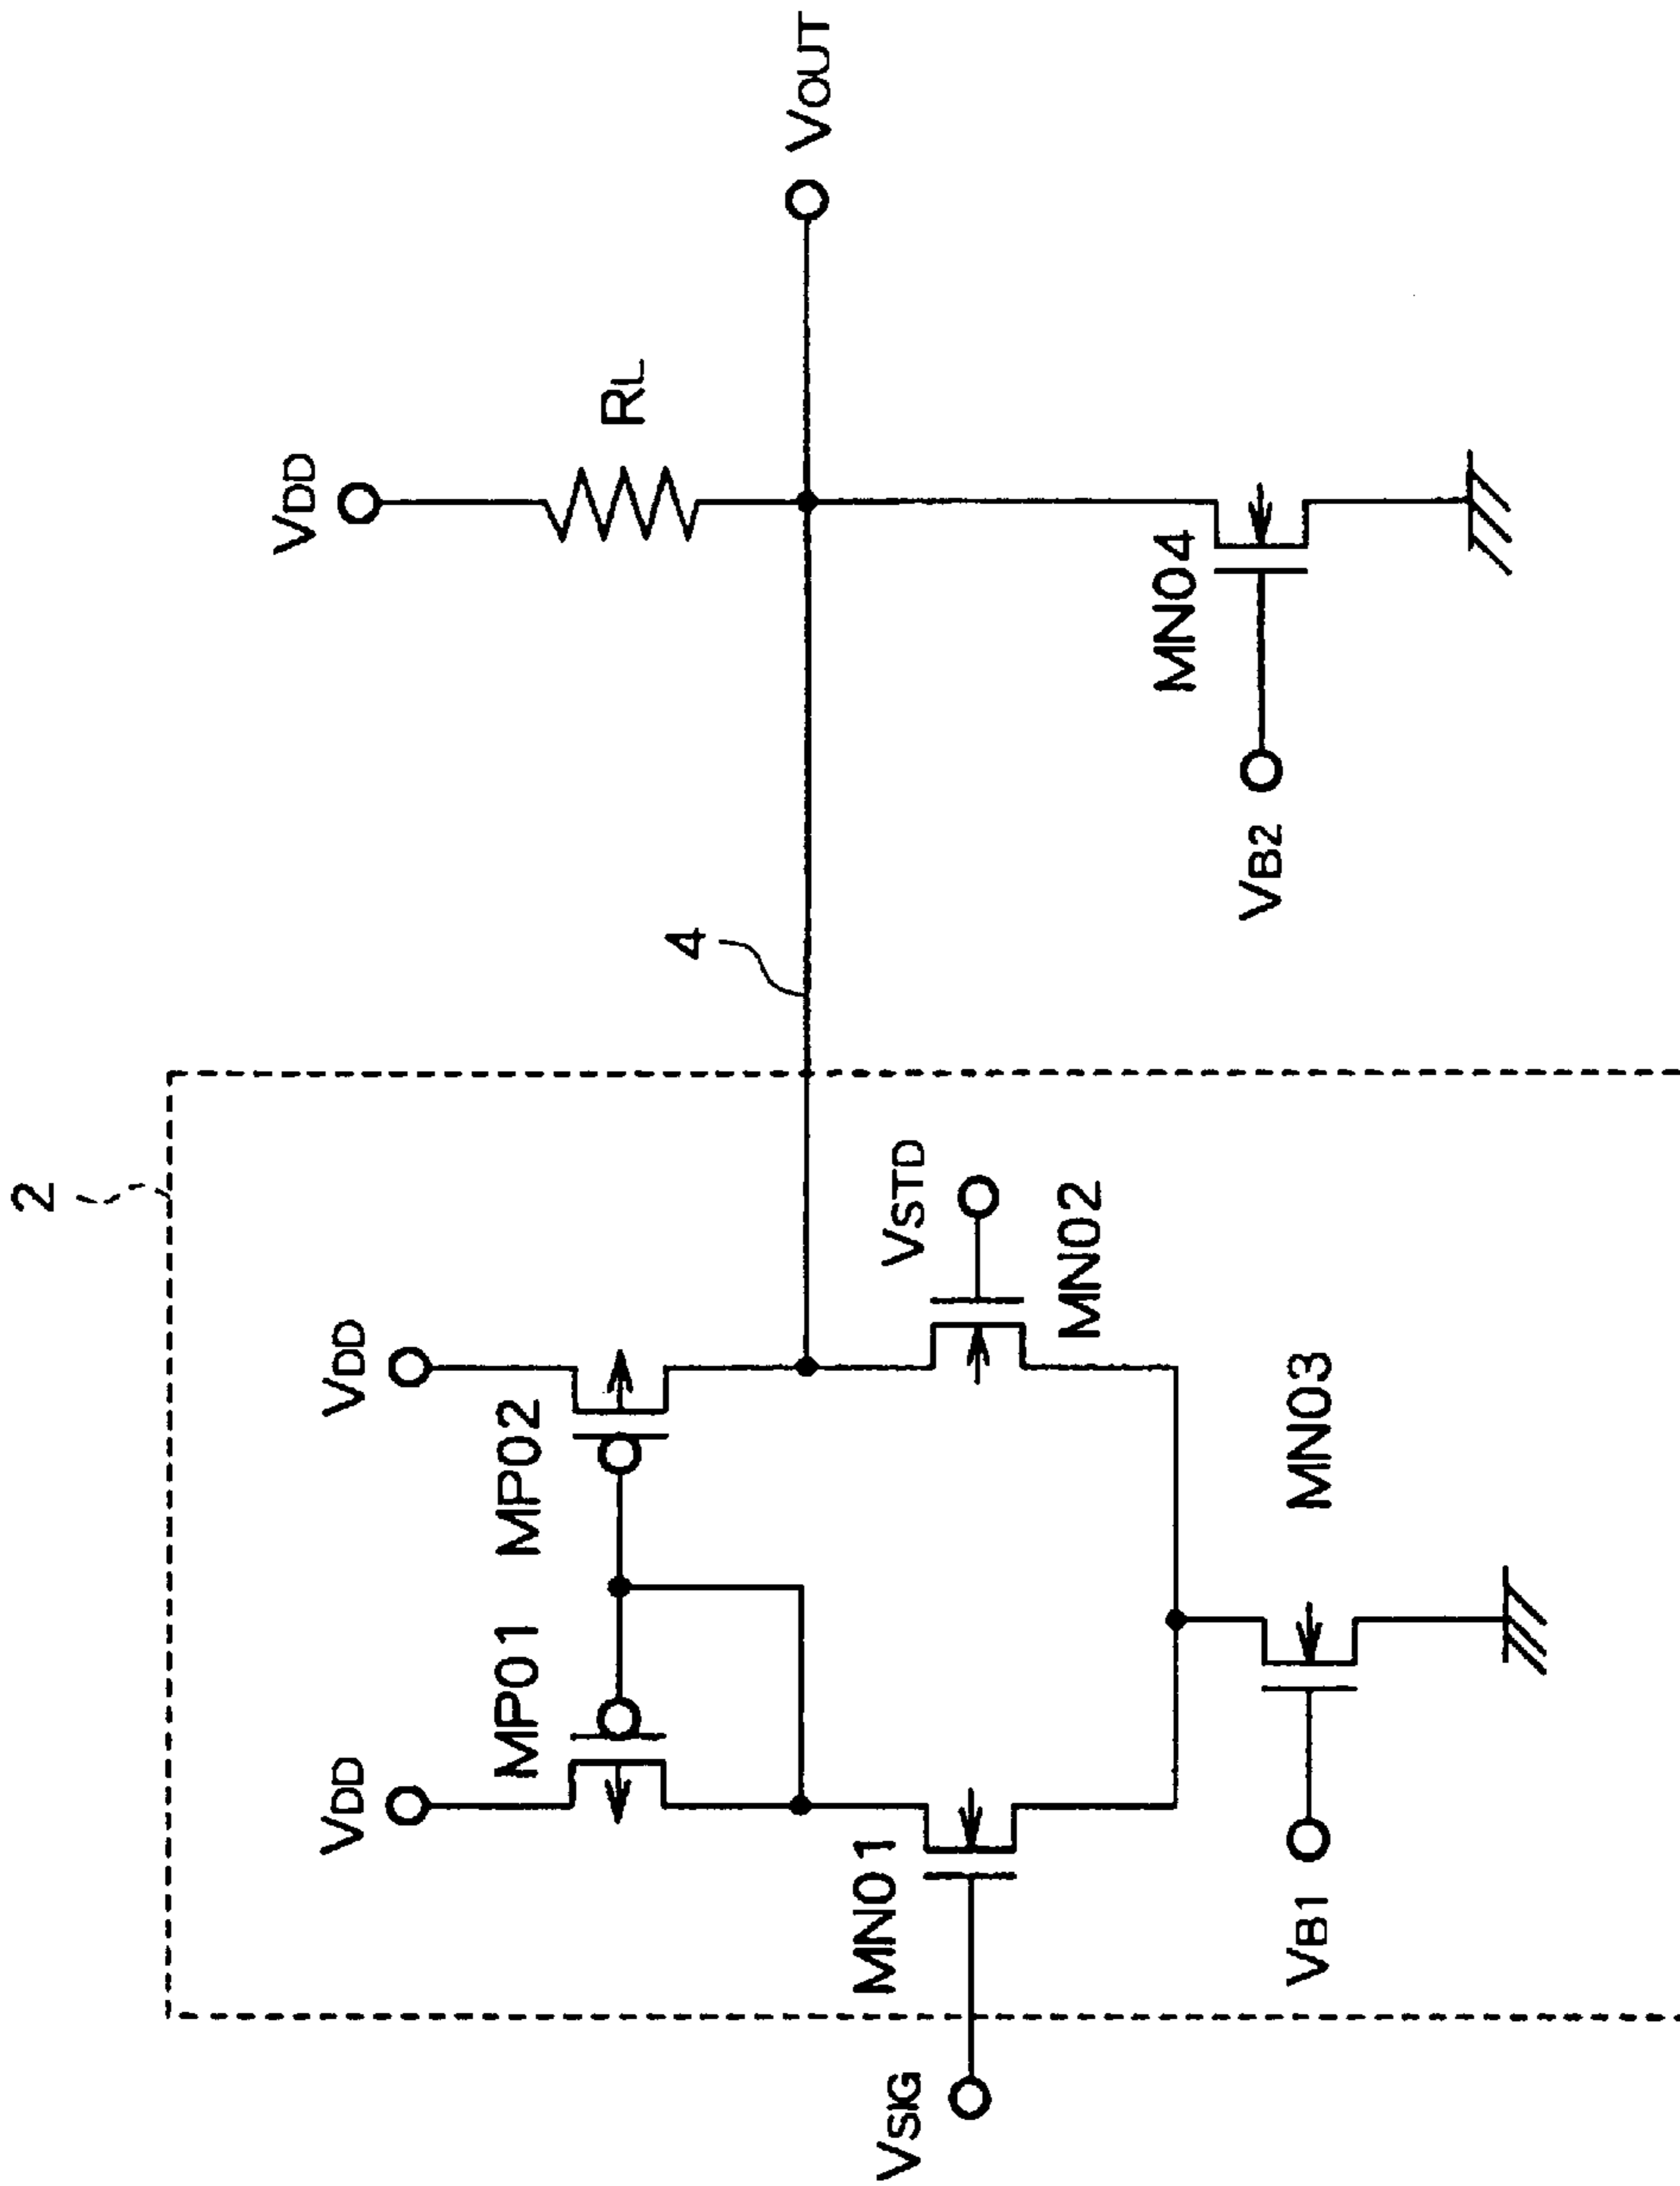 2
VDD
VDD
VDD
MP01
MP02
RL
4
VOUT
VSIG
MN01
VSTD
MN02
MN04
VB1
MN03
VB2